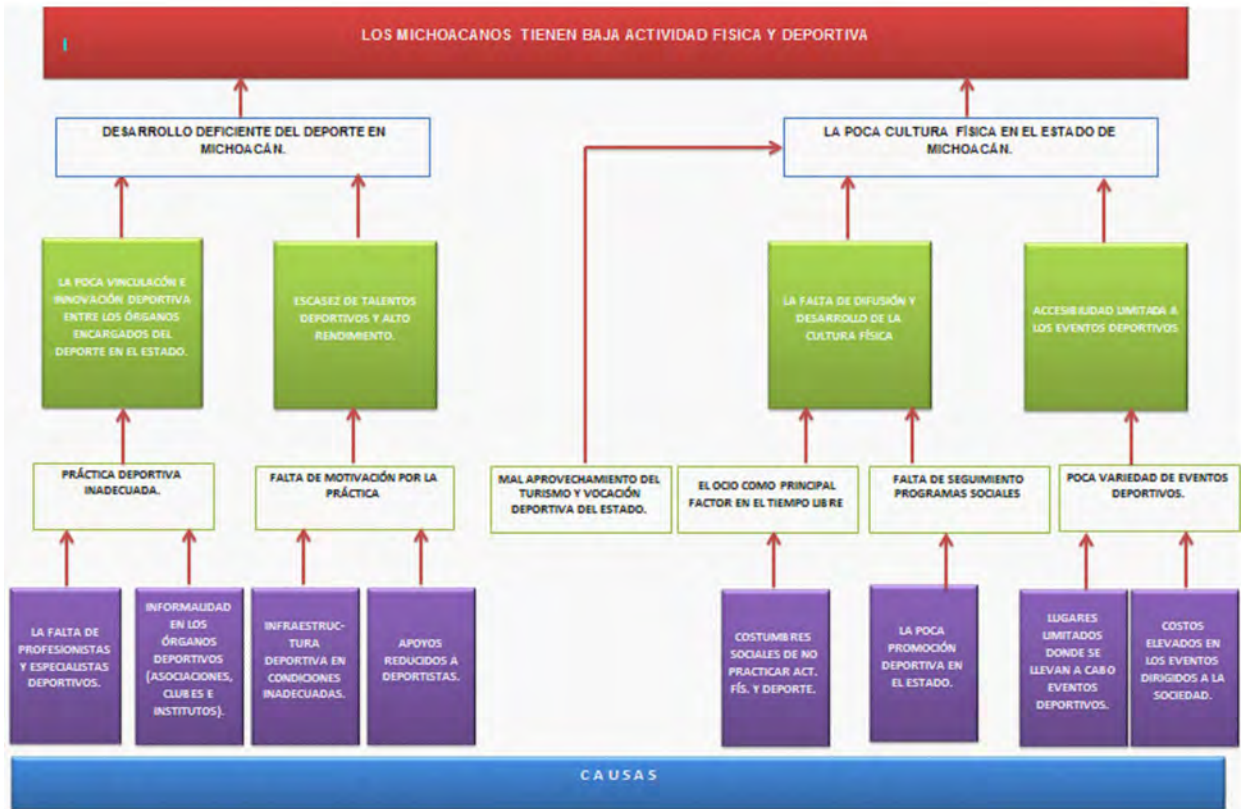 LOS MICHOACANOS TIENEN BAJA ACTIVIDAD FISICA Y DEPORTIVA
DESARROLLO DEFICIENTE DEL DEPORTE EN
MICHOACÁN.
LA POCA CULTURA FÍSICA EN EL ESTADO DE
MICHOACÁN.
LA POCA VINCULACÓN E
INNOVACIÓN DEPORTIVA
ENTRE LOS ÓRGANOS
ENCARGADOS DEL
DEPORTE EN EL ESTADO.
ESCASEZ DE TALENTOS
DEPORTIVOS Y ALTO
RENDIMIENTO.
LA FALTA DE DIFUSIÓN Y
DESARROLLO DE LA
CULTURA FÍSICA
ACCESIBILIDAD LIMITADA A
LOS EVENTOS DEPORTIVOS
PRÁCTICA DEPORTIVA
INADECUADA.
FALTA DE MOTIVACIÓN POR LA
PRÁCTICA
MAL APROVECHAMIENTO DEL
TURISMO Y VOCACIÓN
DEPORTIVA DEL ESTADO.
EL OCIO COMO PRINCIPAL
FACTOR EN EL TIEMPO LIBRE
FALTA DE SEGUIMIENTO
PROGRAMAS SOCIALES
POCA VARIEDAD DE EVENTOS
DEPORTIVOS.
LA FALTA DE
PROFESIONISTAS
Y ESPECIALISTAS
DEPORTIVOS.
INFORMALIDAD
EN LOS
ÓRGANOS
DEPORTIVOS
(ASOCIACIONES,
CLUBES E
INSTITUTOS).
INFRAESTRUC-
TURA
DEPORTIVA EN
CONDICIONES
INADECUADAS.
APOYOS
REDUCIDOS A
DEPORTISTAS.
COSTUMBRES
SOCIALES DE NO
PRACTICAR ACT.
FÍS. Y DEPORTE.
LA POCA
PROMOCIÓN
DEPORTIVA EN
EL ESTADO.
LUGARES
LIMITADOS
DONDE SE
LLEVAN A CABO
EVENTOS
DEPORTIVOS.
COSTOS
ELEVADOS EN
LOS EVENTOS
DIRIGIDOS A LA
SOCIEDAD.
CAUSAS